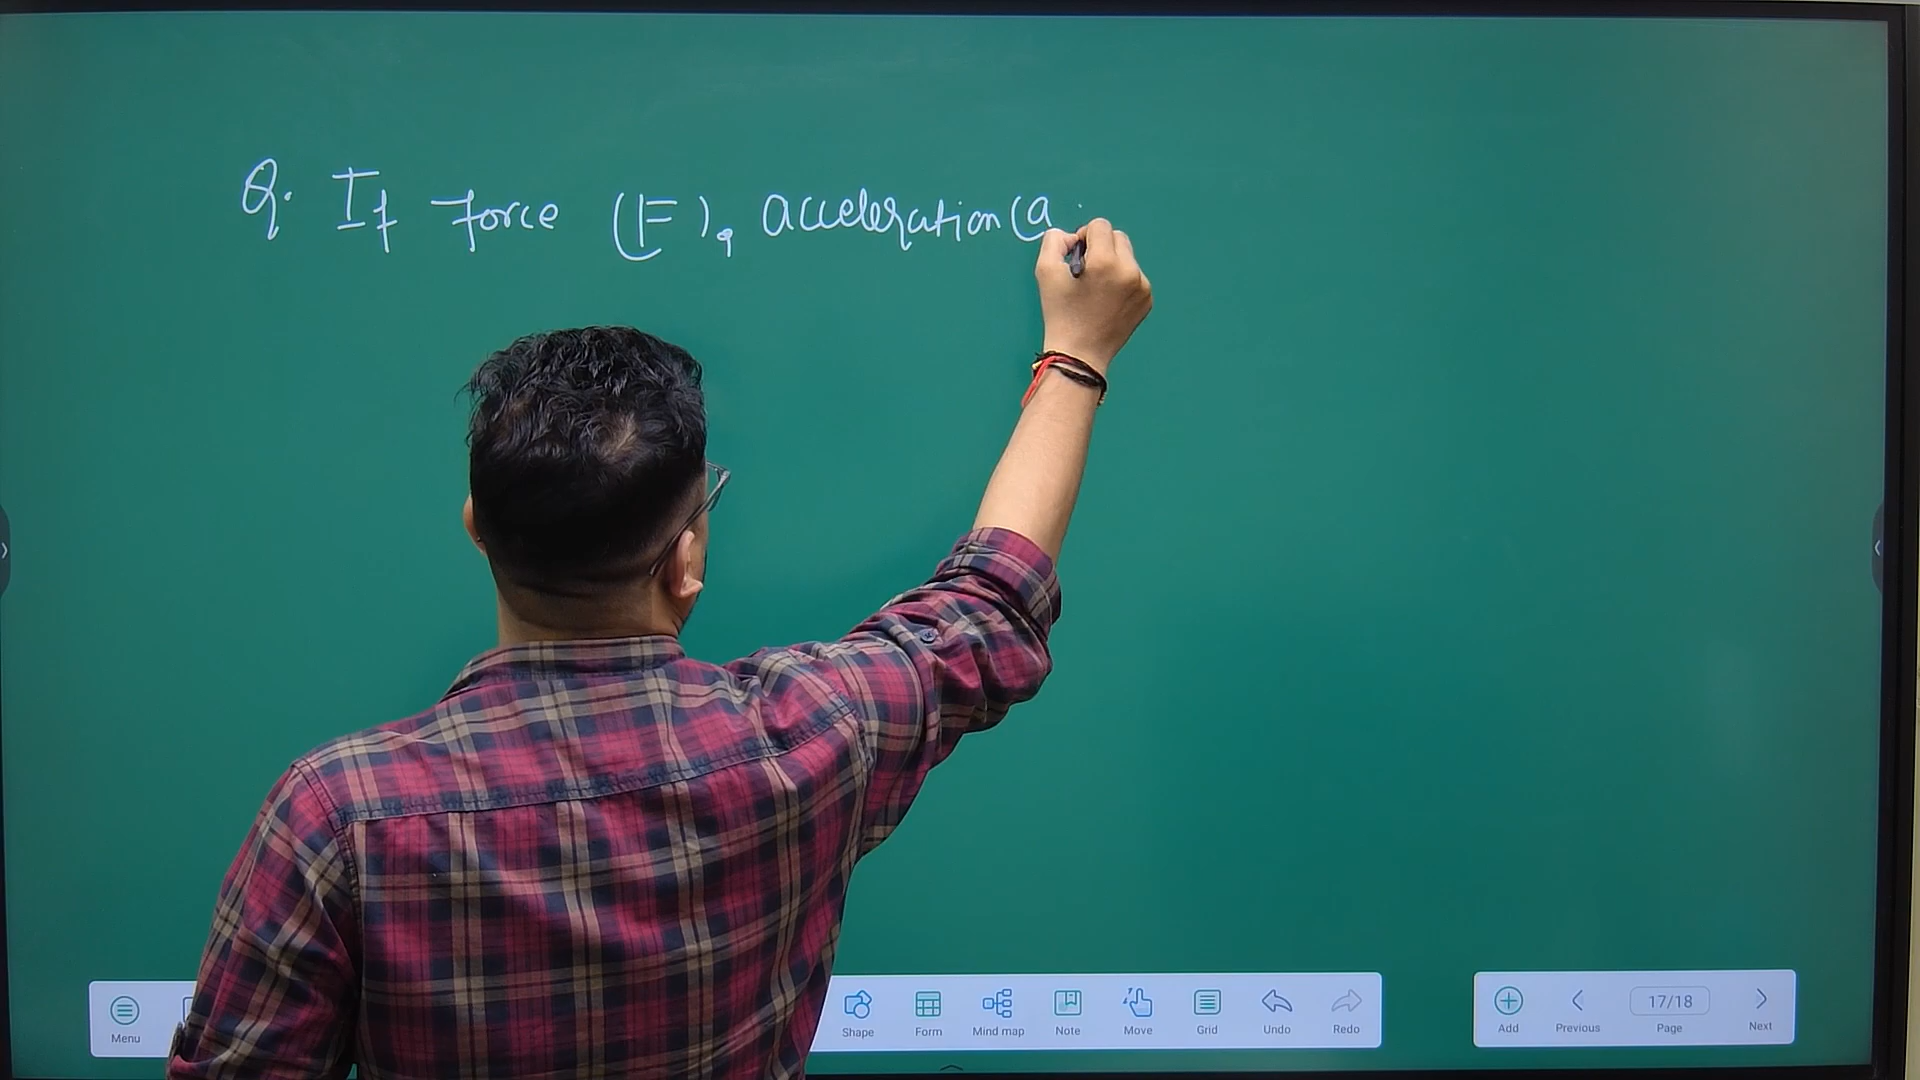 Q. If force (F), acceleration (a
Menu
Shape Form Mind map Note Move Grid Undo Redo
Add Previous 17/18 Page Next